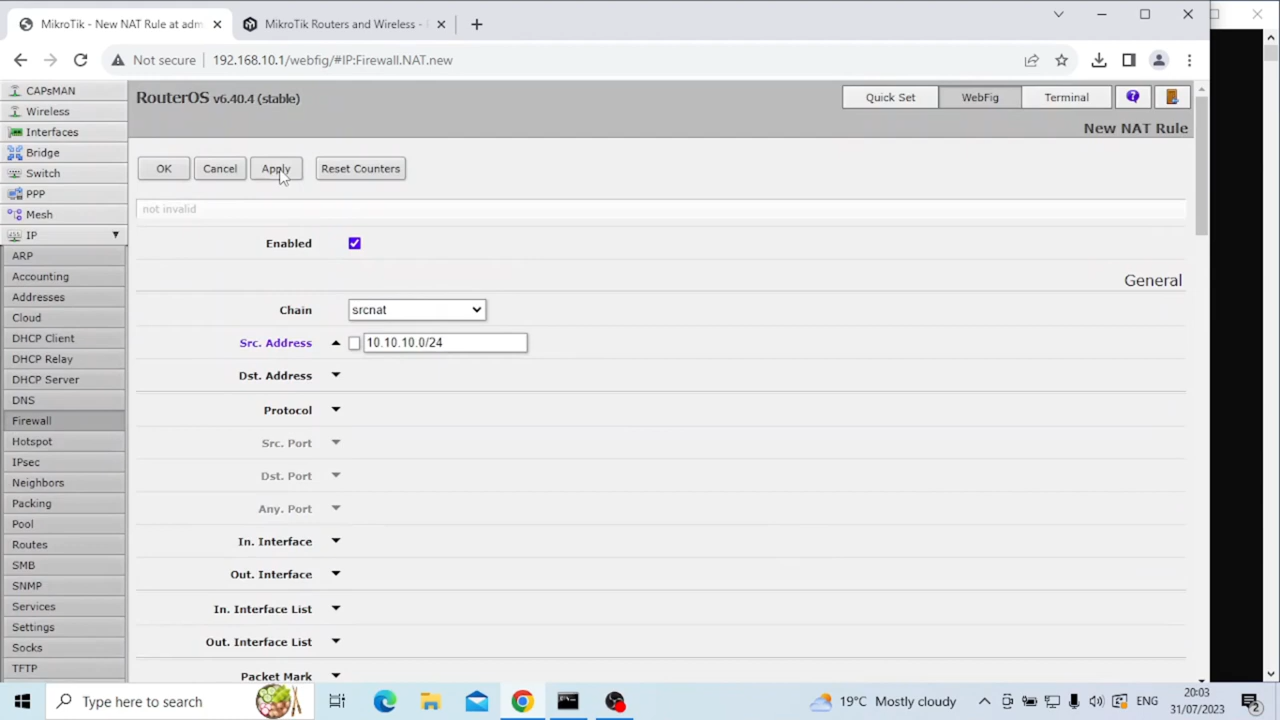 MikroTik - New NAT Rule at adm
MikroTik Routers and Wireless -
Not secure
192.168.10.1/webfig/#IP:Firewall.NAT.new
CAPsMAN
Wireless
Interfaces
Bridge
Switch
PPP
Mesh
IP
ARP
Accounting
Addresses
Cloud
DHCP Client
DHCP Relay
DHCP Server
DNS
Firewall
Hotspot
IPsec
Neighbors
Packing
Pool
Routes
SMB
SNMP
Services
Settings
Socks
TFTP
RouterOS v6.40.4 (stable)
Quick Set
WebFig
Terminal
?
New NAT Rule
OK
Cancel
Apply
Reset Counters
not invalid
Enabled
General
Chain
srcnat
Src. Address
10.10.10.0/24
Dst. Address
Protocol
Src. Port
Dst. Port
Any. Port
In. Interface
Out. Interface
In. Interface List
Out. Interface List
Packet Mark
Type here to search
19°C Mostly cloudy
ENG
20:03
31/07/2023
2